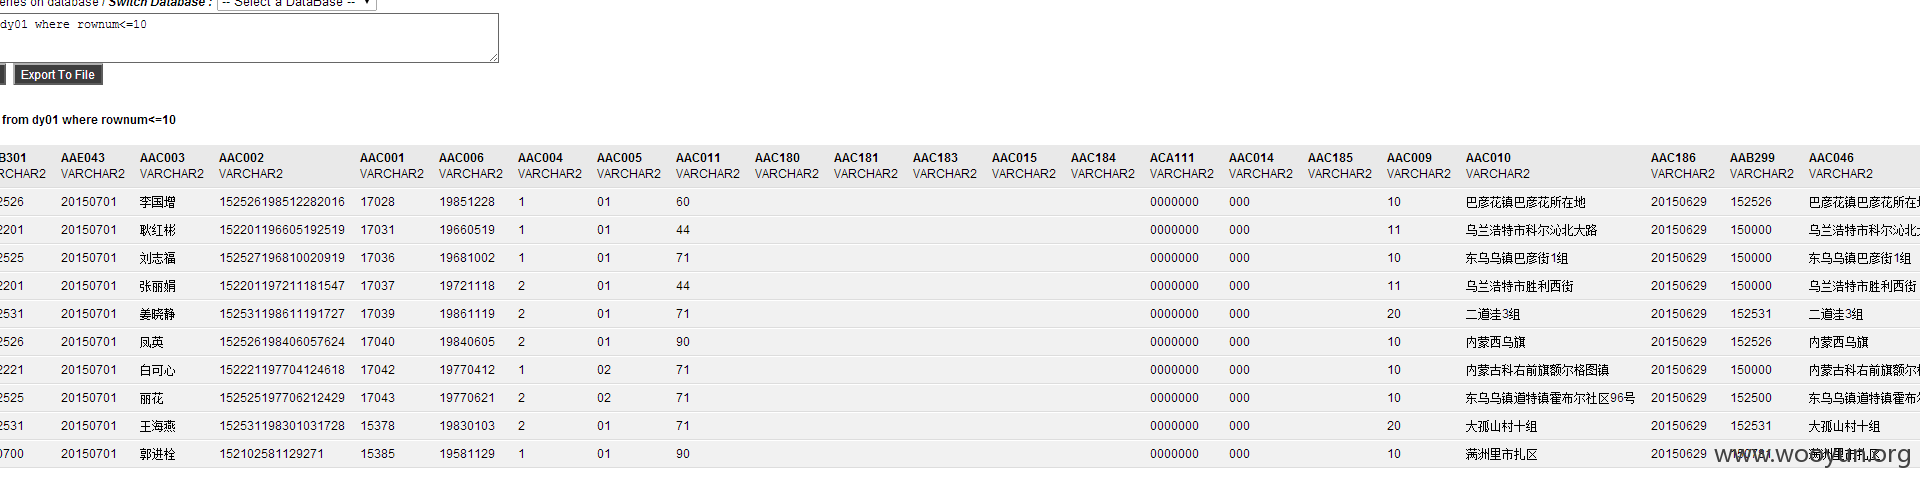 eries on database / Switch Database : -- Select a DataBase --
dy01 where rownum<=10
Export To File
from dy01 where rownum<=10
B301 AAE043 AAC003 AAC002 AAC001 AAC006 AAC004 AAC005 AAC011 AAC180 AAC181 AAC183 AAC015 AAC184 ACA111 AAC014 AAC185 AAC009 AAC010 AAC186 AAB299 AAC046
RCHAR2 VARCHAR2 VARCHAR2 VARCHAR2 VARCHAR2 VARCHAR2 VARCHAR2 VARCHAR2 VARCHAR2 VARCHAR2 VARCHAR2 VARCHAR2 VARCHAR2 VARCHAR2 VARCHAR2 VARCHAR2 VARCHAR2 VARCHAR2 VARCHAR2 VARCHAR2 VARCHAR2 VARCHAR2
2526 20150701 李国增 152526198512282016 17028 19851228 1 01 60 0000000 000 10 巴彦花镇巴彦花所在地 20150629 152526 巴彦花镇巴彦花所在
2201 20150701 耿红彬 152201196605192519 17031 19660519 1 01 44 0000000 000 11 乌兰浩特市科尔沁北大路 20150629 150000 乌兰浩特市科尔沁北
2525 20150701 刘志福 152527196810020919 17036 19681002 1 01 71 0000000 000 10 东乌乌镇巴彦街1组 20150629 150000 东乌乌镇巴彦街1组
2201 20150701 张丽娟 152201197211181547 17037 19721118 2 01 44 0000000 000 11 乌兰浩特市胜利西街 20150629 150000 乌兰浩特市胜利西街
2531 20150701 姜晓静 152531198611191727 17039 19861119 2 01 71 0000000 000 20 二道洼3组 20150629 152531 二道洼3组
2526 20150701 凤英 152526198406057624 17040 19840605 2 01 90 0000000 000 10 内蒙西乌旗 20150629 152526 内蒙西乌旗
2221 20150701 白可心 152221197704124618 17042 19770412 1 02 71 0000000 000 10 内蒙古科右前旗额尔格图镇 20150629 150000 内蒙古科右前旗额尔
2525 20150701 丽花 152525197706212429 17043 19770621 2 02 71 0000000 000 10 东乌乌镇道特镇霍布尔社区96号 20150629 152500 东乌乌镇道特镇霍布
2531 20150701 王海燕 152531198301031728 15378 19830103 2 01 71 0000000 000 20 大孤山村十组 20150629 152531 大孤山村十组
0700 20150701 郭进栓 152102581129271 15385 19581129 1 01 90 0000000 000 10 满洲里市扎区 20150629 150781 满洲里市扎区
www.wooyun.org